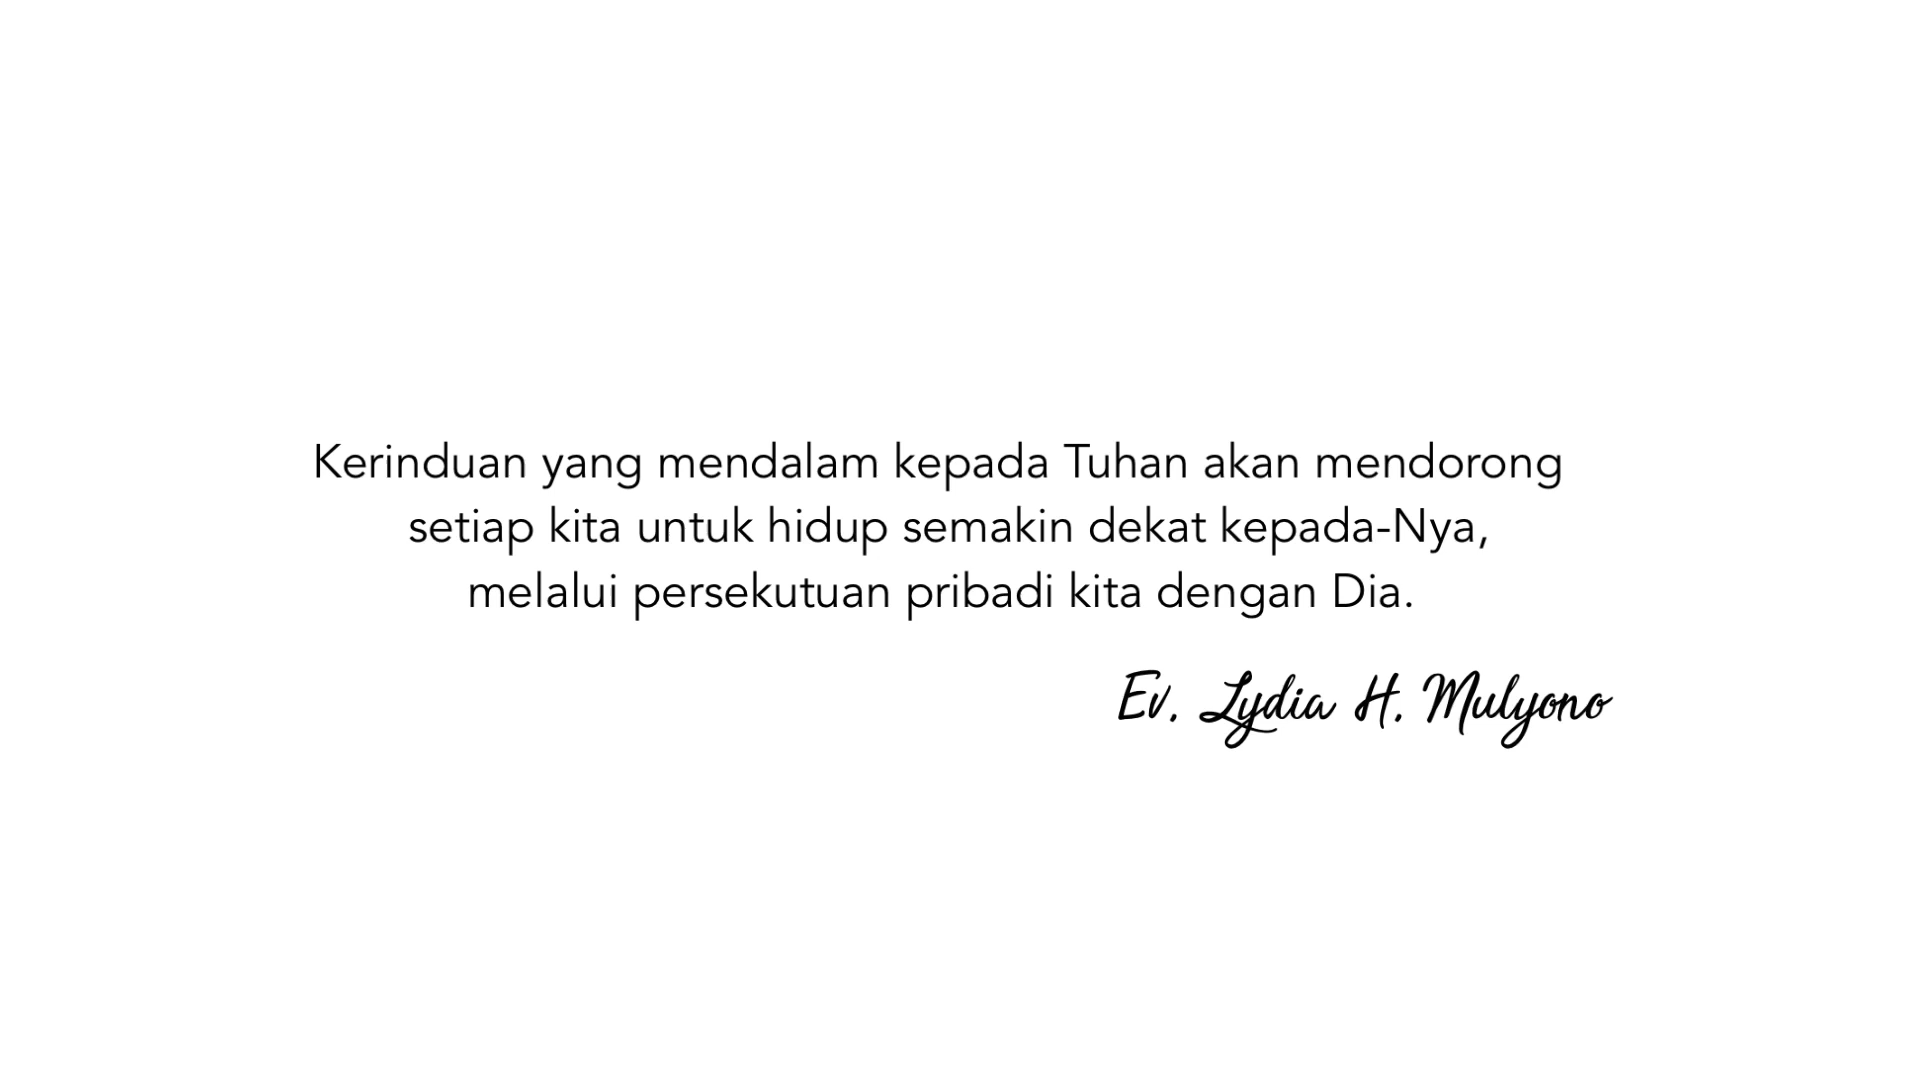 Kerinduan yang mendalam kepada Tuhan akan mendorong
setiap kita untuk hidup semakin dekat kepada-Nya,
melalui persekutuan pribadi kita dengan Dia.
Ev. Lydia H. Mulyono